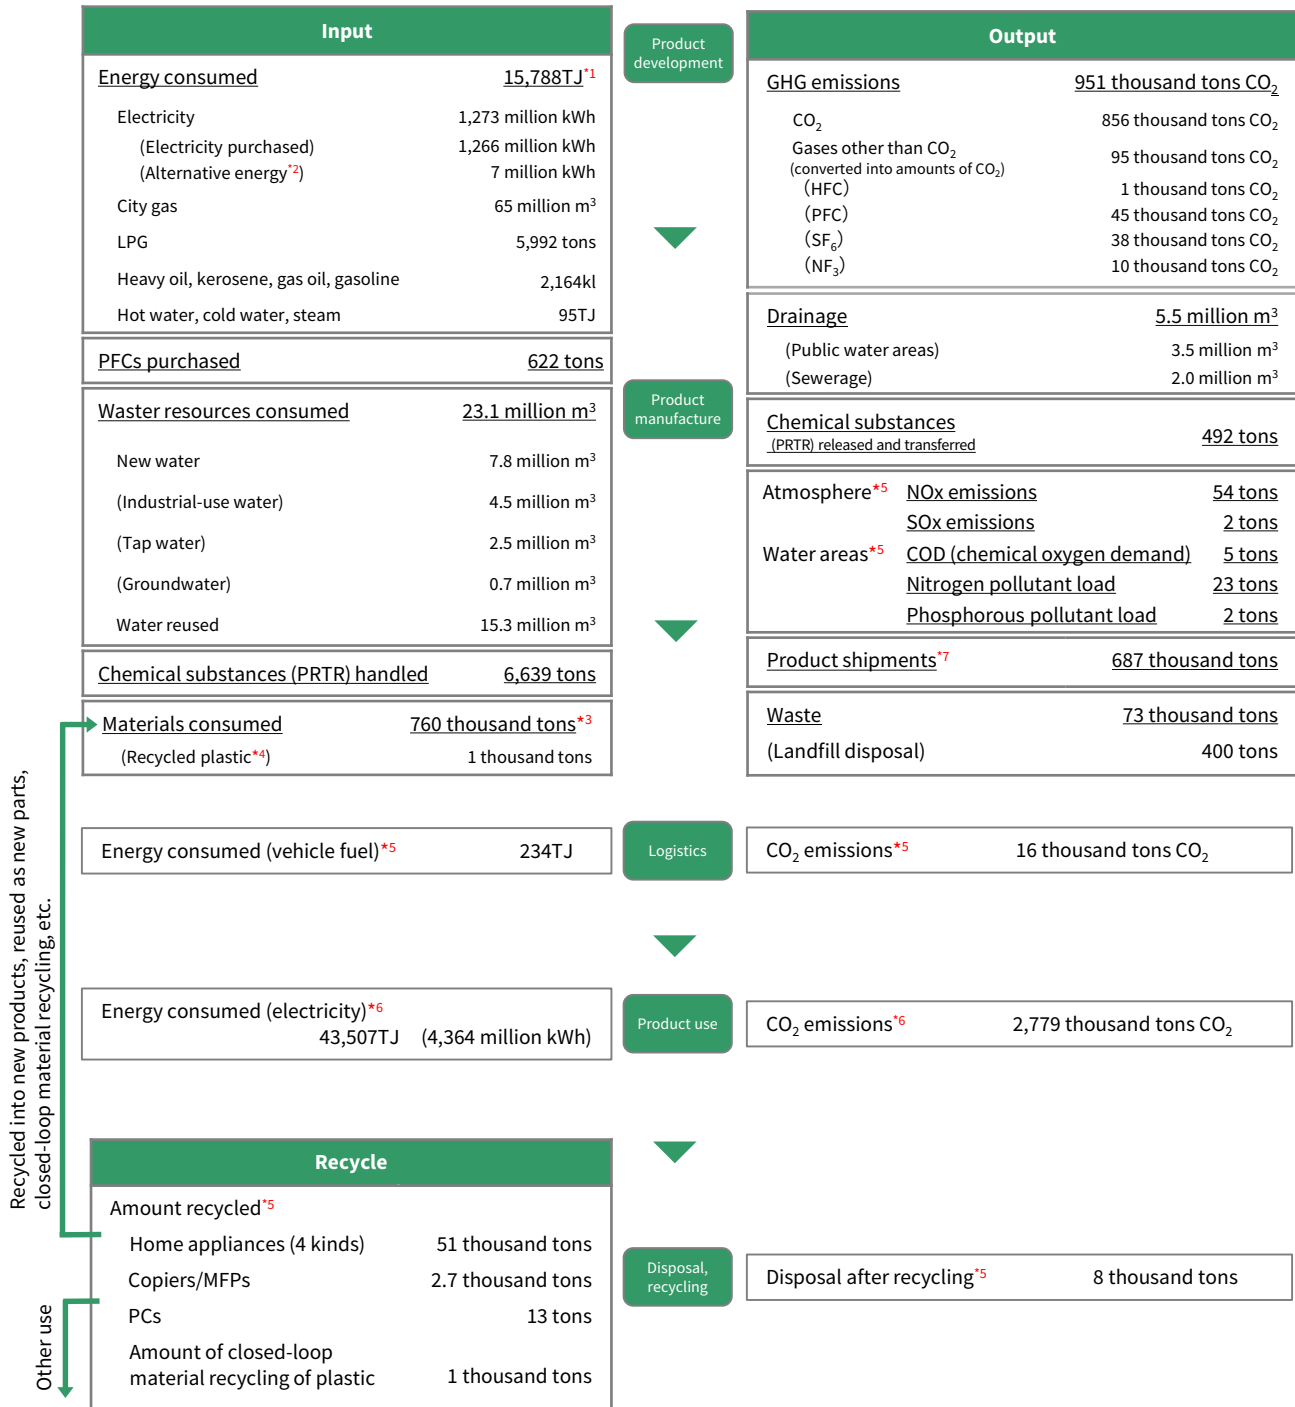 Input
Energy consumed 15,788TJ*1
Electricity 1,273 million kWh
(Electricity purchased) 1,266 million kWh
(Alternative energy*2) 7 million kWh
City gas 65 million m³
LPG 5,992 tons
Heavy oil, kerosene, gas oil, gasoline 2,164kl
Hot water, cold water, steam 95TJ
PFCs purchased 622 tons
Waster resources consumed 23.1 million m³
New water 7.8 million m³
(Industrial-use water) 4.5 million m³
(Tap water) 2.5 million m³
(Groundwater) 0.7 million m³
Water reused 15.3 million m³
Chemical substances (PRTR) handled 6,639 tons
Materials consumed 760 thousand tons*3
(Recycled plastic*4) 1 thousand tons
Product
development
Product
manufacture
Output
GHG emissions 951 thousand tons CO₂
CO₂ 856 thousand tons CO₂
Gases other than CO₂ 95 thousand tons CO₂
(converted into amounts of CO₂)
(HFC) 1 thousand tons CO₂
(PFC) 45 thousand tons CO₂
(SF₆) 38 thousand tons CO₂
(NF₃) 10 thousand tons CO₂
Drainage 5.5 million m³
(Public water areas) 3.5 million m³
(Sewerage) 2.0 million m³
Chemical substances
(PRTR) released and transferred 492 tons
Atmosphere*5 NOx emissions 54 tons
SOx emissions 2 tons
Water areas*5 COD (chemical oxygen demand) 5 tons
Nitrogen pollutant load 23 tons
Phosphorous pollutant load 2 tons
Product shipments*7 687 thousand tons
Waste 73 thousand tons
(Landfill disposal) 400 tons
Energy consumed (vehicle fuel)*5 234TJ
Logistics
CO₂ emissions*5 16 thousand tons CO₂
Energy consumed (electricity)*6
43,507TJ (4,364 million kWh)
Product use
CO₂ emissions*6 2,779 thousand tons CO₂
Recycled into new products, reused as new parts,
closed-loop material recycling, etc.
Other use
Recycle
Amount recycled*5
Home appliances (4 kinds) 51 thousand tons
Copiers/MFPs 2.7 thousand tons
PCs 13 tons
Amount of closed-loop
material recycling of plastic 1 thousand tons
Disposal,
recycling
Disposal after recycling*5 8 thousand tons